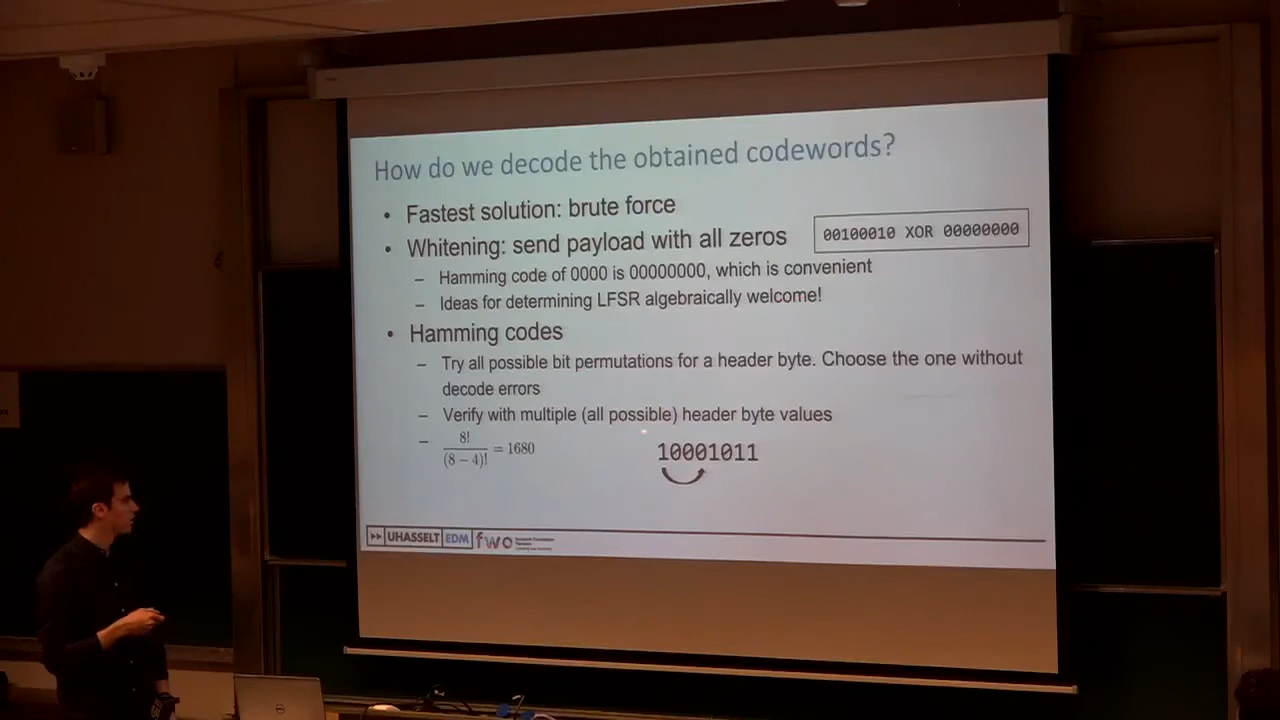 How do we decode the obtained codewords?
• Fastest solution: brute force
• Whitening: send payload with all zeros
00100010 XOR 00000000
– Hamming code of 0000 is 00000000, which is convenient
– Ideas for determining LFSR algebraically welcome!
• Hamming codes
– Try all possible bit permutations for a header byte. Choose the one without
decode errors
– Verify with multiple (all possible) header byte values
– 8!/(8 − 4)! = 1680
10001011
UHASSELT EDM fwo